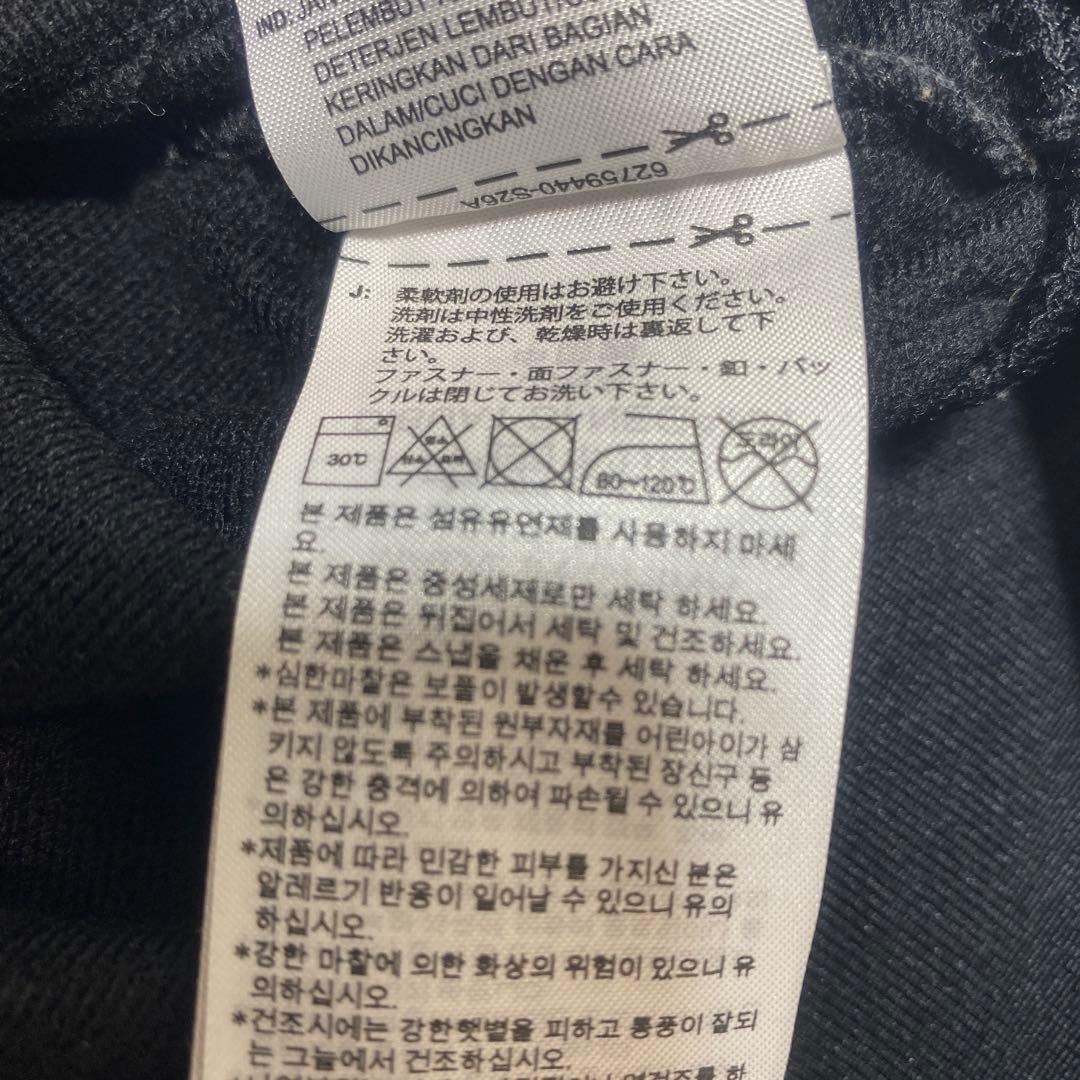 IND: JAN
PELEMBUT
DETERJEN LEMBUT
KERINGKAN DARI BAGIAN
DALAM/CUCI DENGAN CARA
DIKANCINGKAN
62759440-S26A
J: 柔軟剤の使用はお避け下さい。
洗剤は中性洗剤をご使用ください。
洗濯および、乾燥時は裏返して下
さい。
ファスナー・面ファスナー・釦・バッ
クルは閉じてお洗い下さい。
30℃
80~120℃
드라이
본 제품은 섬유유연제를 사용하지 마세
요.
본 제품은 중성세제로만 세탁 하세요.
본 제품은 뒤집어서 세탁 및 건조하세요.
본 제품은 스냅을 채운 후 세탁 하세요.
*심한마찰은 보풀이 발생할수 있습니다.
*본 제품에 부착된 원부자재를 어린아이가 삼
키지 않도록 주의하시고 부착된 장신구 등
은 강한 충격에 의하여 파손될 수 있으니 유
의하십시오.
*제품에 따라 민감한 피부를 가지신 분은
알레르기 반응이 일어날 수 있으니 유의
하십시오.
*강한 마찰에 의한 화상의 위험이 있으니 유
의하십시오.
*건조시에는 강한햇볕을 피하고 통풍이 잘되
는 그늘에서 건조하십시오.